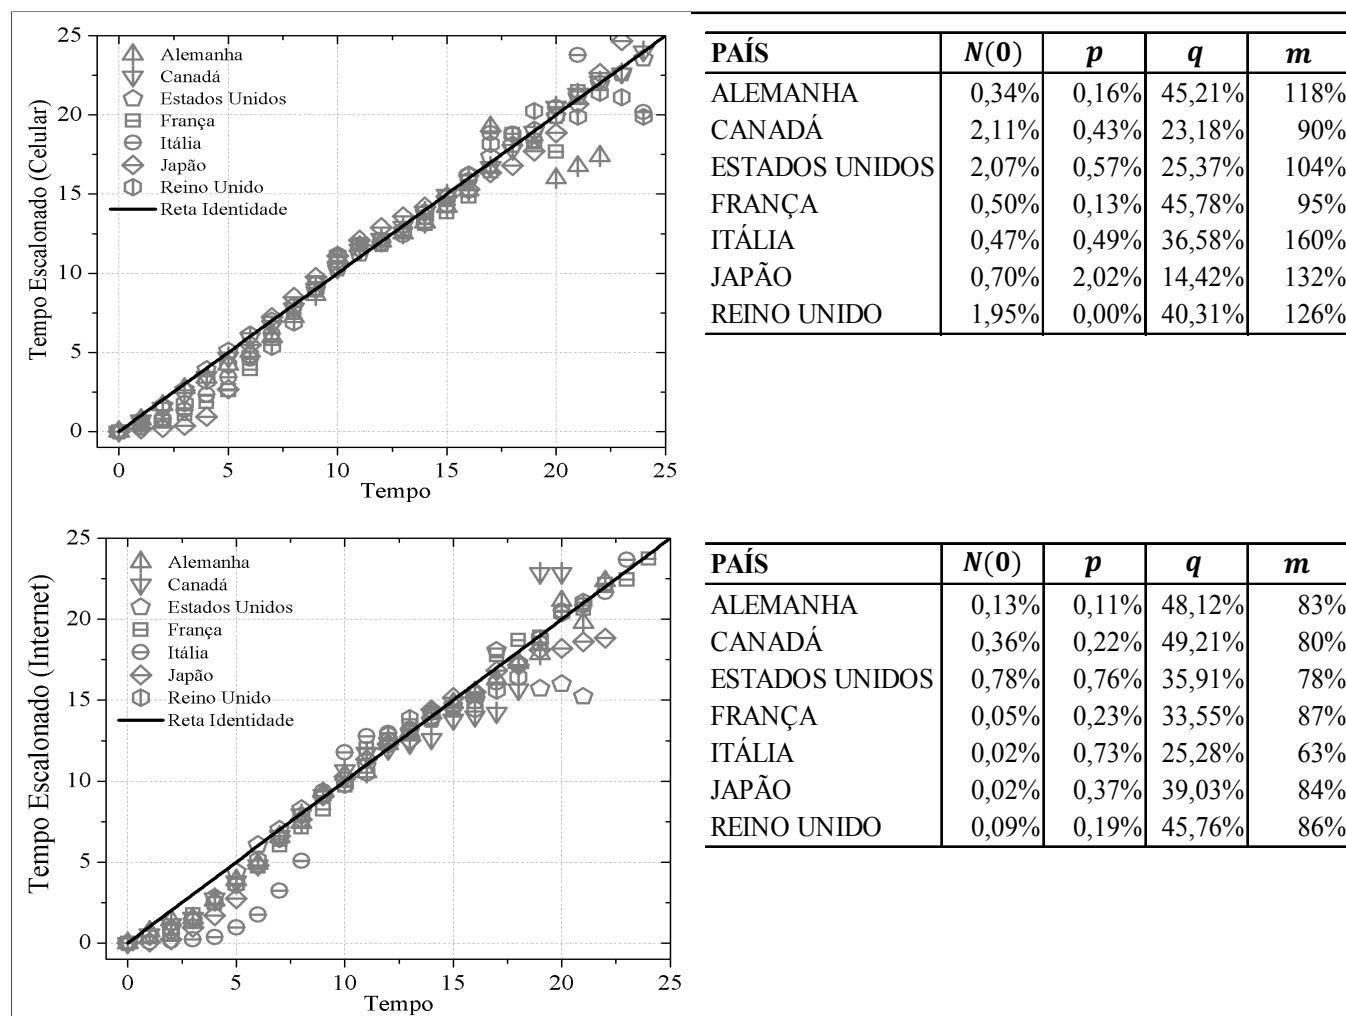 Tempo Escalonado (Celular)
25
20
15
10
5
0
Alemanha
Canadá
Estados Unidos
França
Itália
Japão
Reino Unido
Reta Identidade
0 5 10 15 20 25
Tempo
PAÍS N(0) p q m
ALEMANHA 0,34% 0,16% 45,21% 118%
CANADÁ 2,11% 0,43% 23,18% 90%
ESTADOS UNIDOS 2,07% 0,57% 25,37% 104%
FRANÇA 0,50% 0,13% 45,78% 95%
ITÁLIA 0,47% 0,49% 36,58% 160%
JAPÃO 0,70% 2,02% 14,42% 132%
REINO UNIDO 1,95% 0,00% 40,31% 126%
Tempo Escalonado (Internet)
25
20
15
10
5
0
Alemanha
Canadá
Estados Unidos
França
Itália
Japão
Reino Unido
Reta Identidade
0 5 10 15 20 25
Tempo
PAÍS N(0) p q m
ALEMANHA 0,13% 0,11% 48,12% 83%
CANADÁ 0,36% 0,22% 49,21% 80%
ESTADOS UNIDOS 0,78% 0,76% 35,91% 78%
FRANÇA 0,05% 0,23% 33,55% 87%
ITÁLIA 0,02% 0,73% 25,28% 63%
JAPÃO 0,02% 0,37% 39,03% 84%
REINO UNIDO 0,09% 0,19% 45,76% 86%